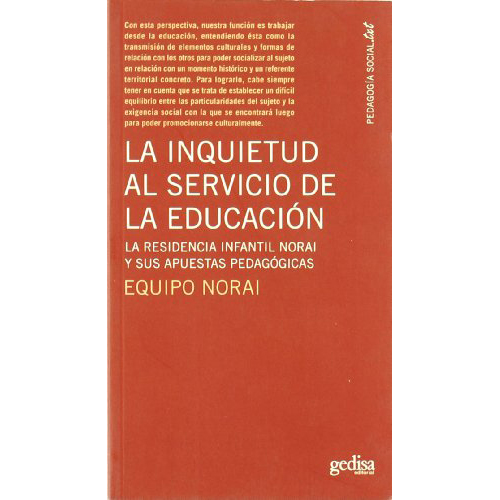 Con esta perspectiva, nuestra función es trabajar
desde la educación, entendiendo ésta como la
transmisión de elementos culturales y formas de
relación con los otros para poder socializar al sujeto
en relación con un momento histórico y un referente
territorial concreto. Para lograrlo, cabe siempre
tener en cuenta que se trata de establecer un difícil
equilibrio entre las particularidades del sujeto y la
exigencia social con la que se encontrará luego
para poder promocionarse culturalmente.
PEDAGOGÍA SOCIAL.txt
LA INQUIETUD
AL SERVICIO DE
LA EDUCACIÓN
LA RESIDENCIA INFANTIL NORAI
Y SUS APUESTAS PEDAGÓGICAS
EQUIPO NORAI
gedisa
editorial